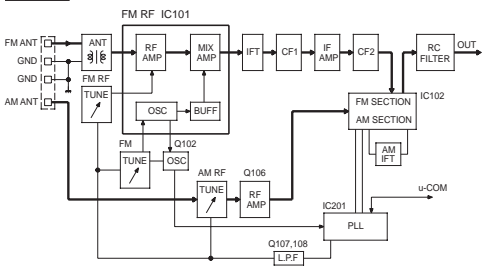 FM RF IC101
FM ANT
GND
GND
AM ANT
ANT
RF
AMP
MIX
AMP
IFT
CF1
IF
AMP
CF2
RC
FILTER
OUT
FM RF
TUNE
OSC
BUFF
FM SECTION
AM SECTION
IC102
AM
IFT
FM
TUNE
Q102
OSC
AM RF
TUNE
Q106
RF
AMP
u-COM
IC201
PLL
Q107,108
L.P.F